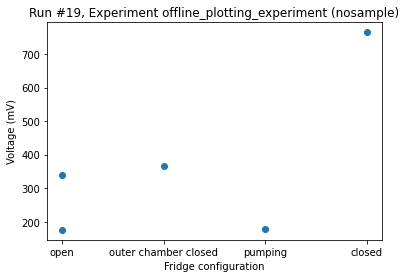 Run #19, Experiment offline_plotting_experiment (nosample)
Voltage (mV)
700
600
500
400
300
200
open outer chamber closed pumping closed
Fridge configuration